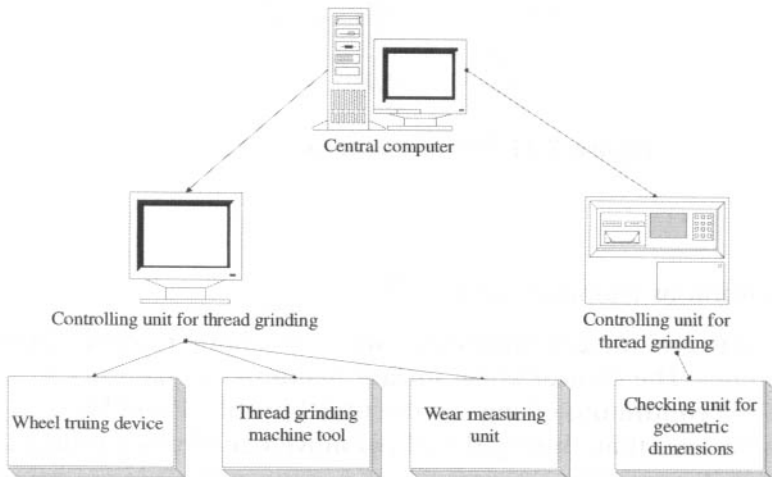 Central computer
Controlling unit for thread grinding
Controlling unit for
thread grinding
Wheel truing device
Thread grinding
machine tool
Wear measuring
unit
Checking unit for
geometric
dimensions